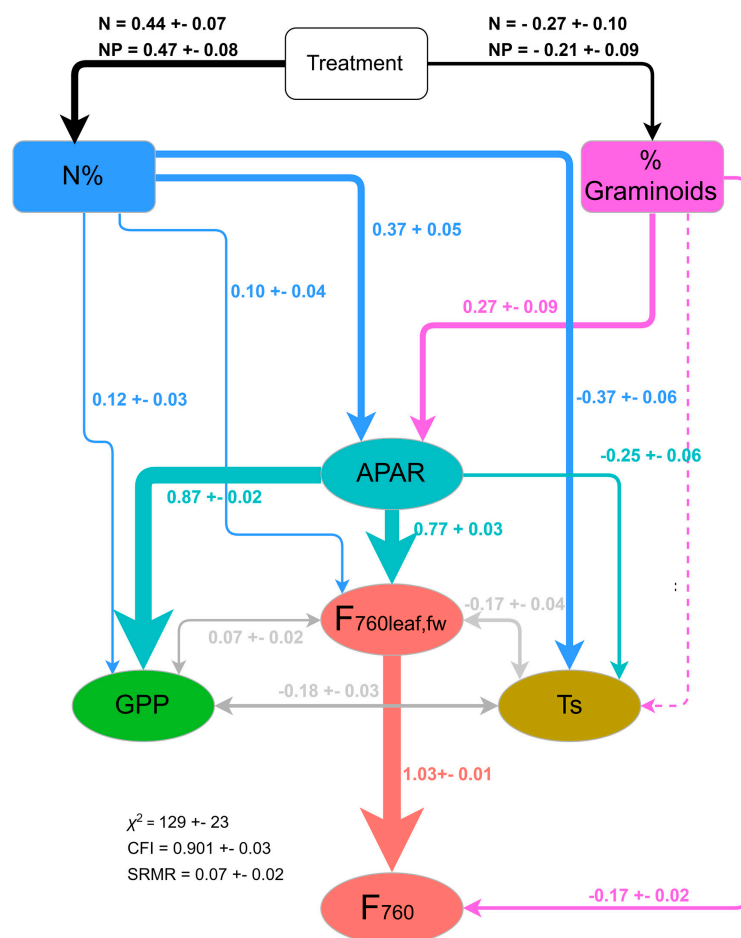 N = 0.44 +- 0.07
NP = 0.47 +- 0.08
N = - 0.27 +- 0.10
NP = - 0.21 +- 0.09
Treatment
N%
%
Graminoids
0.37 + 0.05
0.10 +- 0.04
0.27 +- 0.09
0.12 +- 0.03
-0.37 +- 0.06
APAR
-0.25 +- 0.06
0.87 +- 0.02
0.77 + 0.03
:
F760leaf,fw
-0.17 +- 0.04
0.07 +- 0.02
GPP
-0.18 +- 0.03
Ts
1.03+- 0.01
χ² = 129 +- 23
CFI = 0.901 +- 0.03
SRMR = 0.07 +- 0.02
F760
-0.17 +- 0.02